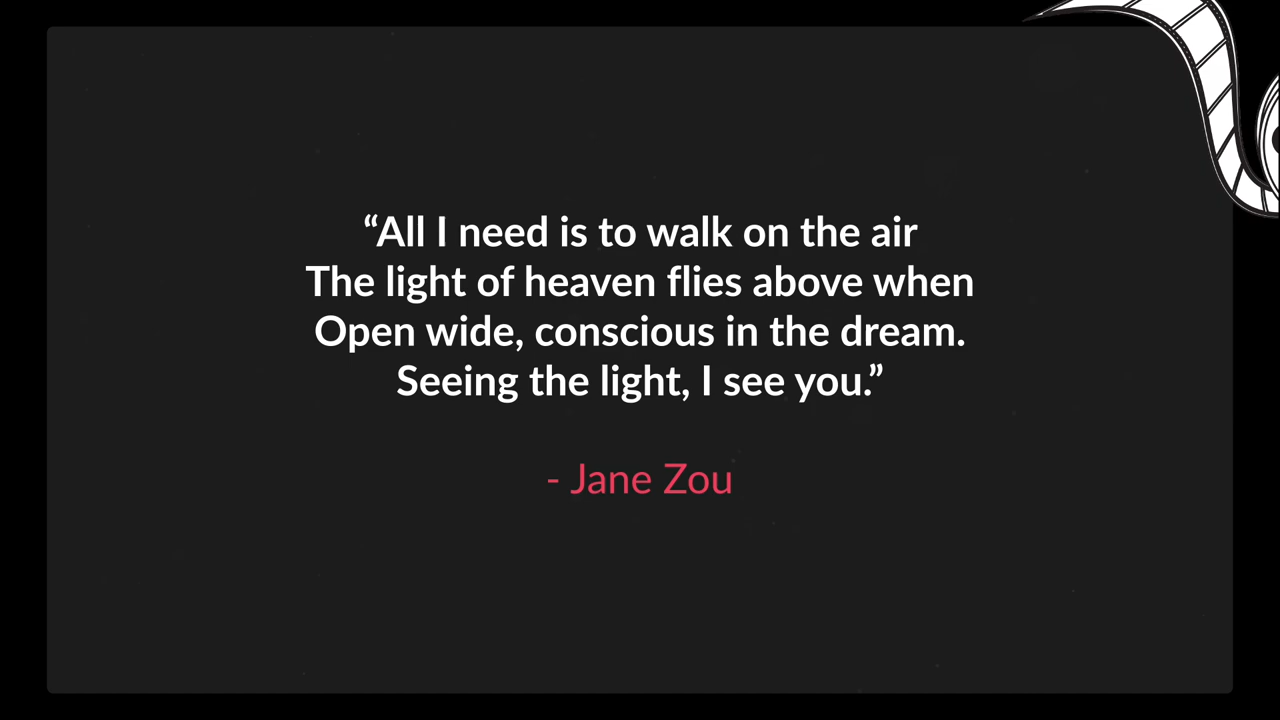 “All I need is to walk on the air
The light of heaven flies above when
Open wide, conscious in the dream.
Seeing the light, I see you.”
- Jane Zou